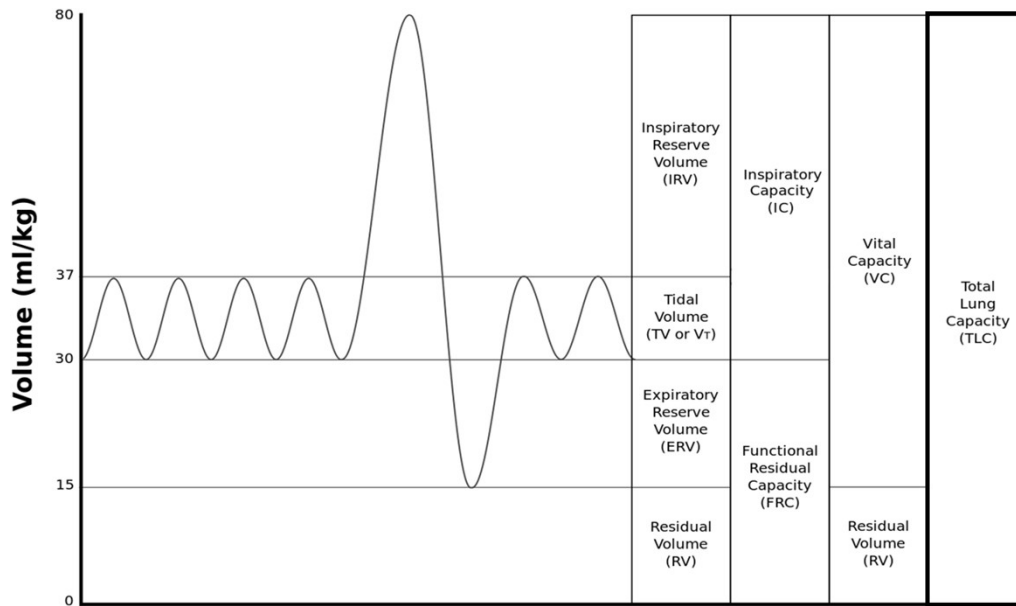 Volume (ml/kg)
80
37
30
15
0
Inspiratory
Reserve
Volume
(IRV)
Tidal
Volume
(TV or VT)
Expiratory
Reserve
Volume
(ERV)
Residual
Volume
(RV)
Inspiratory
Capacity
(IC)
Functional
Residual
Capacity
(FRC)
Vital
Capacity
(VC)
Residual
Volume
(RV)
Total
Lung
Capacity
(TLC)